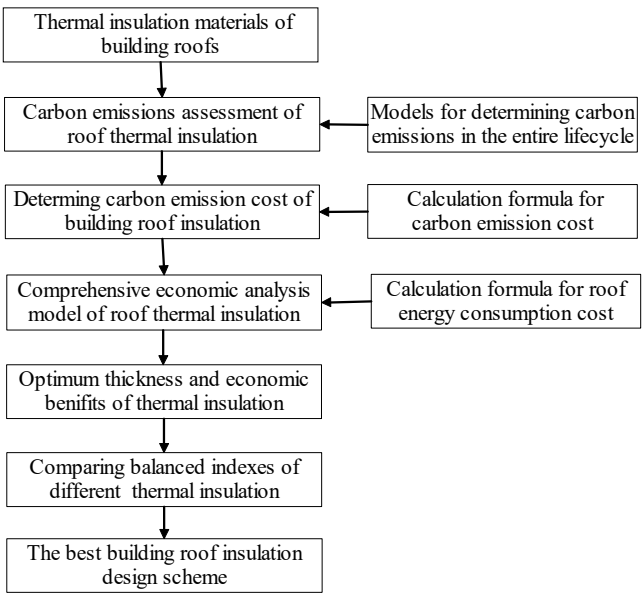 Thermal insulation materials of
building roofs
Carbon emissions assessment of
roof thermal insulation
Models for determining carbon
emissions in the entire lifecycle
Determing carbon emission cost of
building roof insulation
Calculation formula for
carbon emission cost
Comprehensive economic analysis
model of roof thermal insulation
Calculation formula for roof
energy consumption cost
Optimum thickness and economic
benifits of thermal insulation
Comparing balanced indexes of
different thermal insulation
The best building roof insulation
design scheme